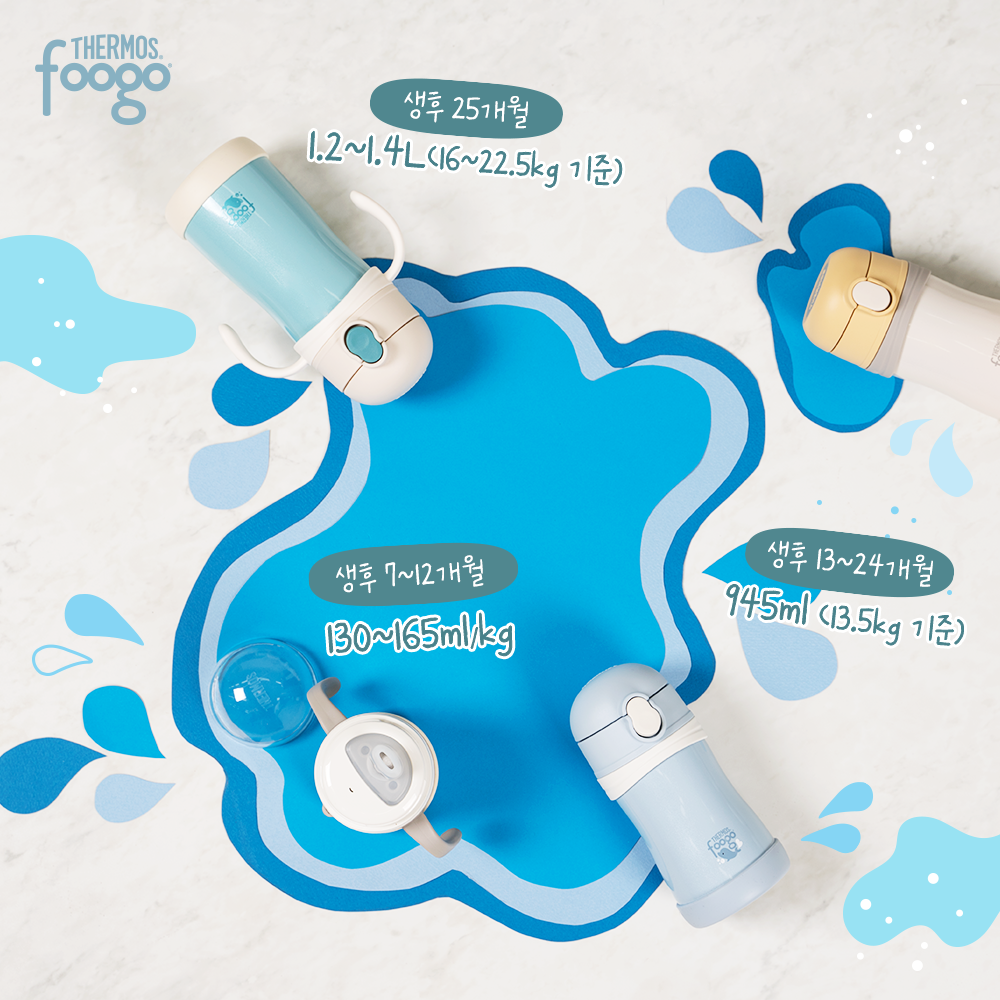 THERMOS.
foogo
생후 25개월
1.2~1.4L(16~22.5kg 기준)
생후 13~24개월
945ml (13.5kg 기준)
생후 7~12개월
130~165ml/kg
THERMOS
foogo